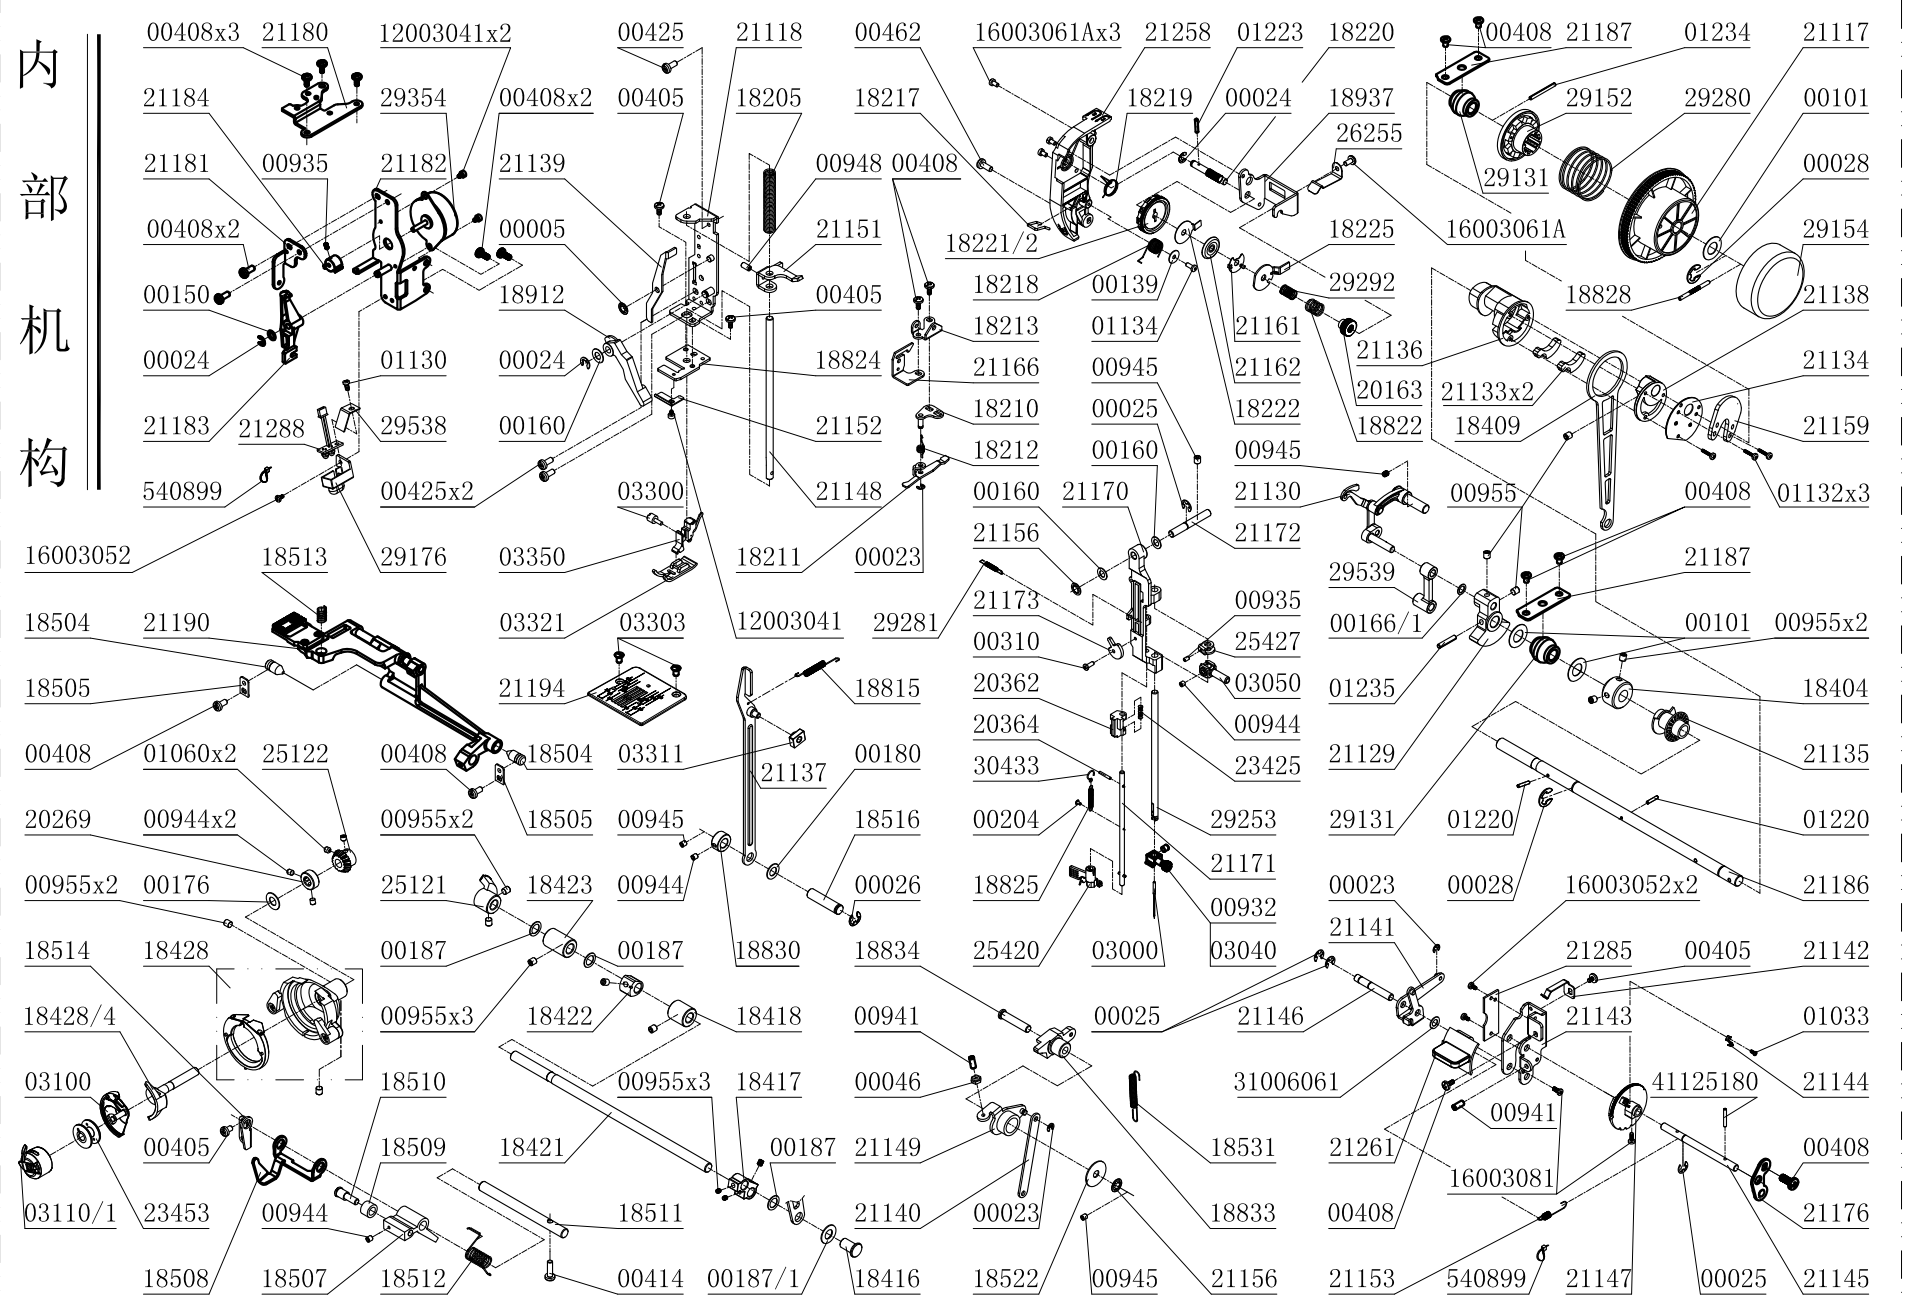 内部机构
00408x3 21180 12003041x2 00425 21118 00462 16003061Ax3 21258 01223 18220 00408 21187 01234 21117
21184 29354 00408x2 00405 18205 18217 18219 00024 18937 29152 29280 00101
26255
21181 00935 21182 21139 00948 00408 29131 00028
00408x2 00005 21151 18221/2 18225 16003061A 29154
00150 18912 00405 18218 00139 29292 18828 21138
18213 01134 21161 21136
00024 01130 00024 18824 21166 00945 21162 20163 21133x2 21134
21183 21288 29538 00160 21152 18210 00025 18222 18822 18409 21159
18212 00160 00945
540899 00425x2 03300 21148 00160 21170 21130 00955 00408 01132x3
16003052 18513 29176 03350 18211 00023 21156 21172 29539 21187
18504 21190 03321 03303 12003041 29281 21173 00935 00166/1 00101 00955x2
00310 25427
18505 21194 18815 20362 03050 01235 18404
20364 00944
00408 01060x2 25122 00408 18504 03311 21137 00180 30433 23425 21129 21135
20269 00944x2 00955x2 18505 00945 18516 00204 29253 29131 01220 01220
21171
00955x2 00176 25121 18423 00944 00026 18825 00932 00023 00028 16003052x2 21186
21141
18514 18428 00187 00187 18830 18834 25420 03000 03040 21285 00405 21142
18428/4 00955x3 18422 18418 00941 00025 21146 21143 01033
03100 18510 00955x3 18417 00046 31006061 41125180 21144
00941
00405 18509 18421 00187 21149 18531 21261 16003081 00408
03110/1 23453 00944 18511 21140 00023 18833 00408 21176
18508 18507 18512 00414 00187/1 18416 18522 00945 21156 21153 540899 21147 00025 21145